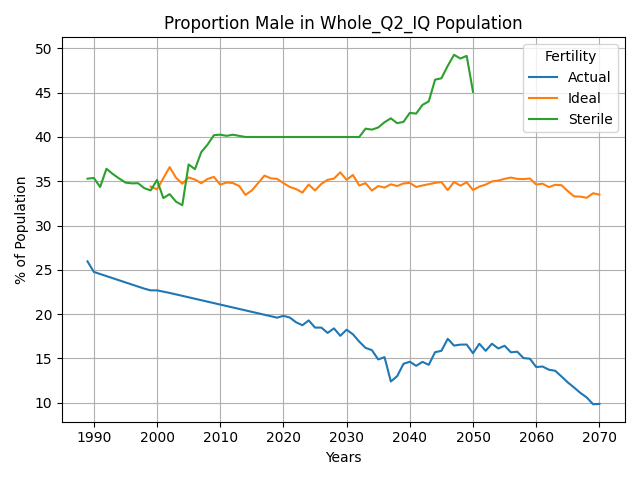 Proportion Male in Whole_Q2_IQ Population
Fertility
Actual
Ideal
Sterile
% of Population
50
45
40
35
30
25
20
15
10
1990 2000 2010 2020 2030 2040 2050 2060 2070
Years